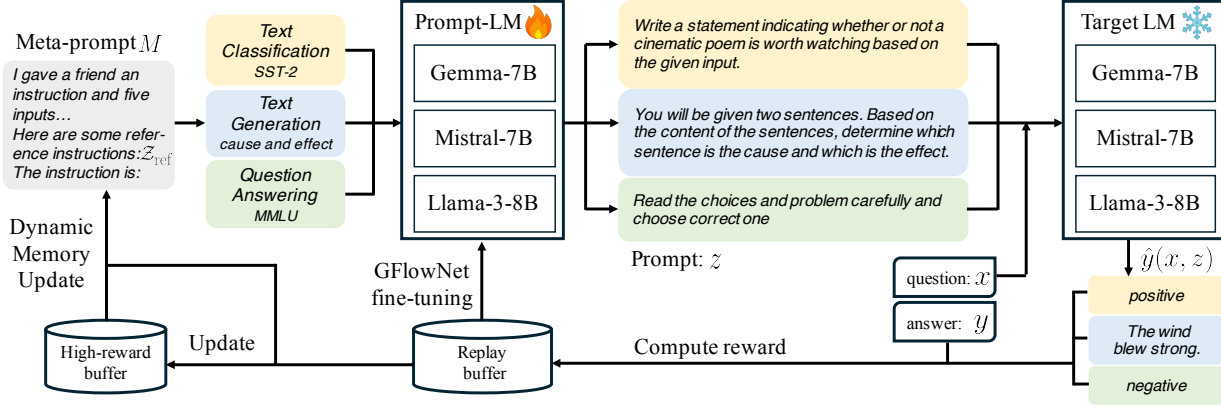 Meta-prompt M
I gave a friend an
instruction and five
inputs…
Here are some refer-
ence instructions:Z_ref
The instruction is:
Text
Classification
SST-2
Text
Generation
cause and effect
Question
Answering
MMLU
Prompt-LM
Gemma-7B
Mistral-7B
Llama-3-8B
Write a statement indicating whether or not a
cinematic poem is worth watching based on
the given input.
You will be given two sentences. Based on
the content of the sentences, determine which
sentence is the cause and which is the effect.
Read the choices and problem carefully and
choose correct one
Prompt: z
Target LM
Gemma-7B
Mistral-7B
Llama-3-8B
ŷ(x, z)
question: x
answer: y
positive
The wind
blew strong.
negative
Compute reward
Replay
buffer
GFlowNet
fine-tuning
Update
High-reward
buffer
Dynamic
Memory
Update